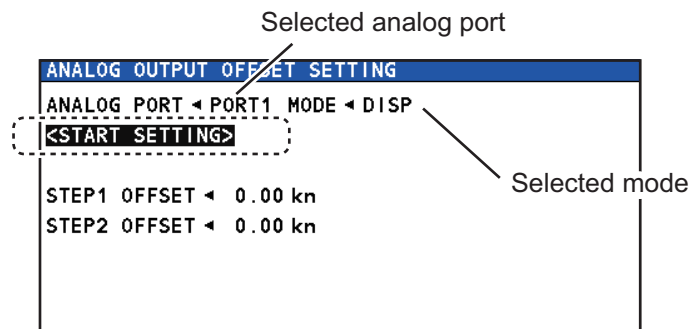 Selected analog port
ANALOG OUTPUT OFFSET SETTING
ANALOG PORT ◄ PORT1 MODE ◄ DISP
<START SETTING>
Selected mode
STEP1 OFFSET ◄ 0.00 kn
STEP2 OFFSET ◄ 0.00 kn